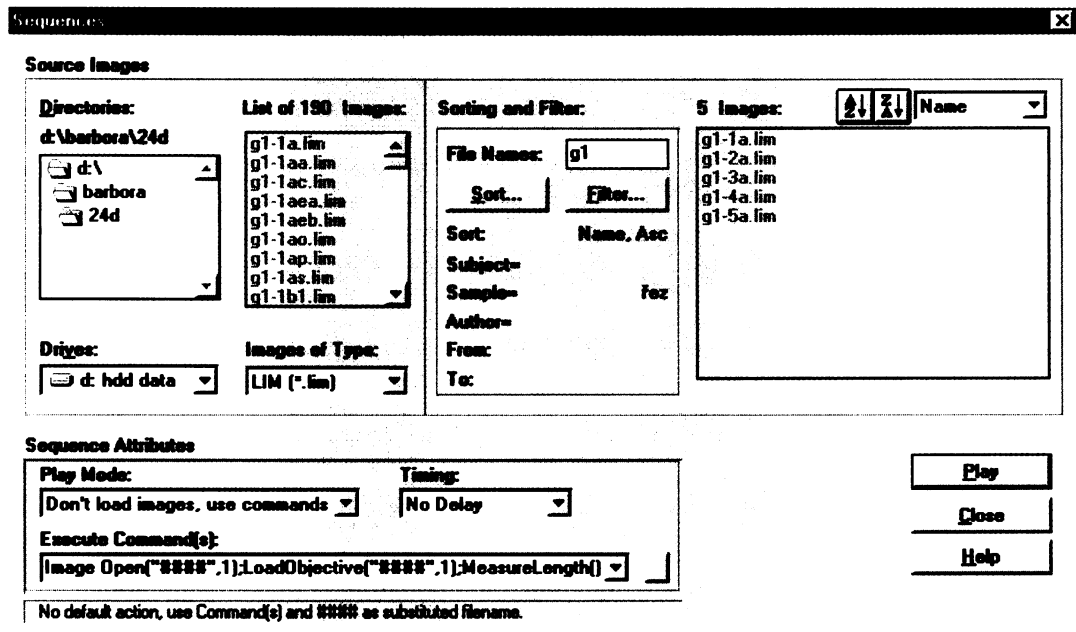 Sequences
Source Images
Directories:
d:\barbora\24d
d:\
barbora
24d
Drives:
d: hdd data
List of 190 Images:
g1-1a.lim
g1-1aa.lim
g1-1ac.lim
g1-1aea.lim
g1-1aeb.lim
g1-1ao.lim
g1-1ap.lim
g1-1as.lim
g1-1b1.lim
Images of Type:
LIM (*.lim)
Sorting and Filter:
File Names: g1
Sort... Filter...
Sort: Name, Asc
Subject=
Sample= řez
Author=
From:
To:
5 Images: Name
g1-1a.lim
g1-2a.lim
g1-3a.lim
g1-4a.lim
g1-5a.lim
Sequence Attributes
Play Mode:
Don't load images, use commands
Timing:
No Delay
Execute Command(s):
Image Open("####",1);LoadObjective("####",1);MeasureLength()
No default action, use Command(s) and #### as substituted filename.
Play
Close
Help